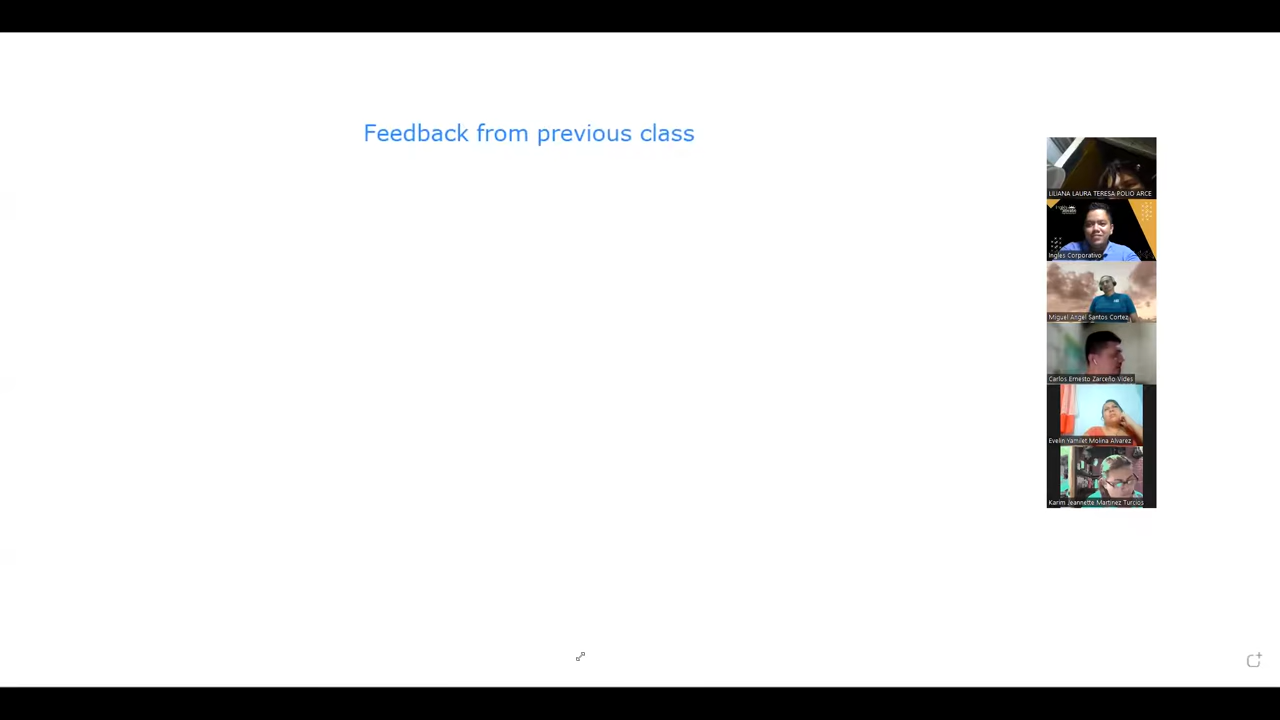 Feedback from previous class
LILIANA LAURA TERESA POLIO ARCE
Ingles Corporativo
Miguel Angel Santos Cortez
Carlos Ernesto Zarceño Vides
Evelin Yamilet Molina Alvarez
Karim Jeannette Martinez Turcios